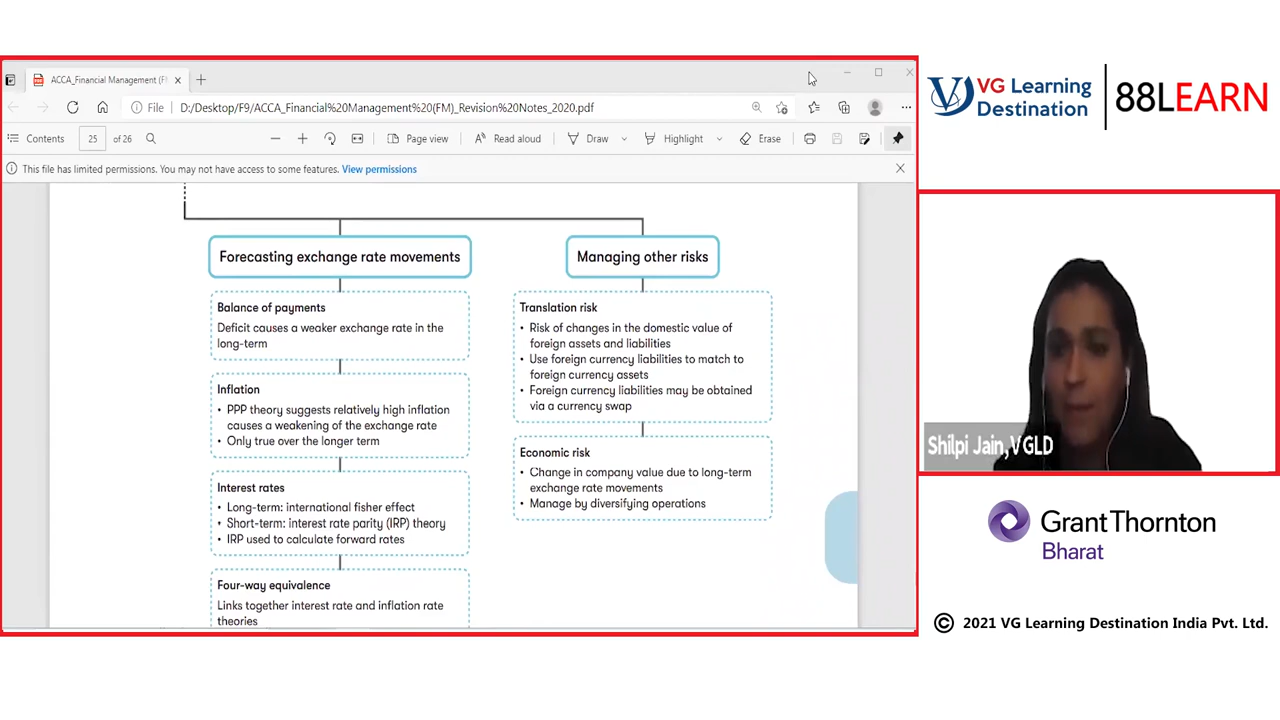 ACCA_Financial Management (F
File
D:/Desktop/F9/ACCA_Financial%20Management%20(FM)_Revision%20Notes_2020.pdf
Contents
25
of 26
Page view
Read aloud
Draw
Highlight
Erase
This file has limited permissions. You may not have access to some features. View permissions
Forecasting exchange rate movements
Balance of payments
Deficit causes a weaker exchange rate in the
long-term
Inflation
• PPP theory suggests relatively high inflation
causes a weakening of the exchange rate
• Only true over the longer term
Interest rates
• Long-term: international fisher effect
• Short-term: interest rate parity (IRP) theory
• IRP used to calculate forward rates
Four-way equivalence
Links together interest rate and inflation rate
theories
Managing other risks
Translation risk
• Risk of changes in the domestic value of
foreign assets and liabilities
• Use foreign currency liabilities to match to
foreign currency assets
• Foreign currency liabilities may be obtained
via a currency swap
Economic risk
• Change in company value due to long-term
exchange rate movements
• Manage by diversifying operations
VG Learning
Destination
88LEARN
Shilpi Jain,VGLD
GrantThornton
Bharat
© 2021 VG Learning Destination India Pvt. Ltd.